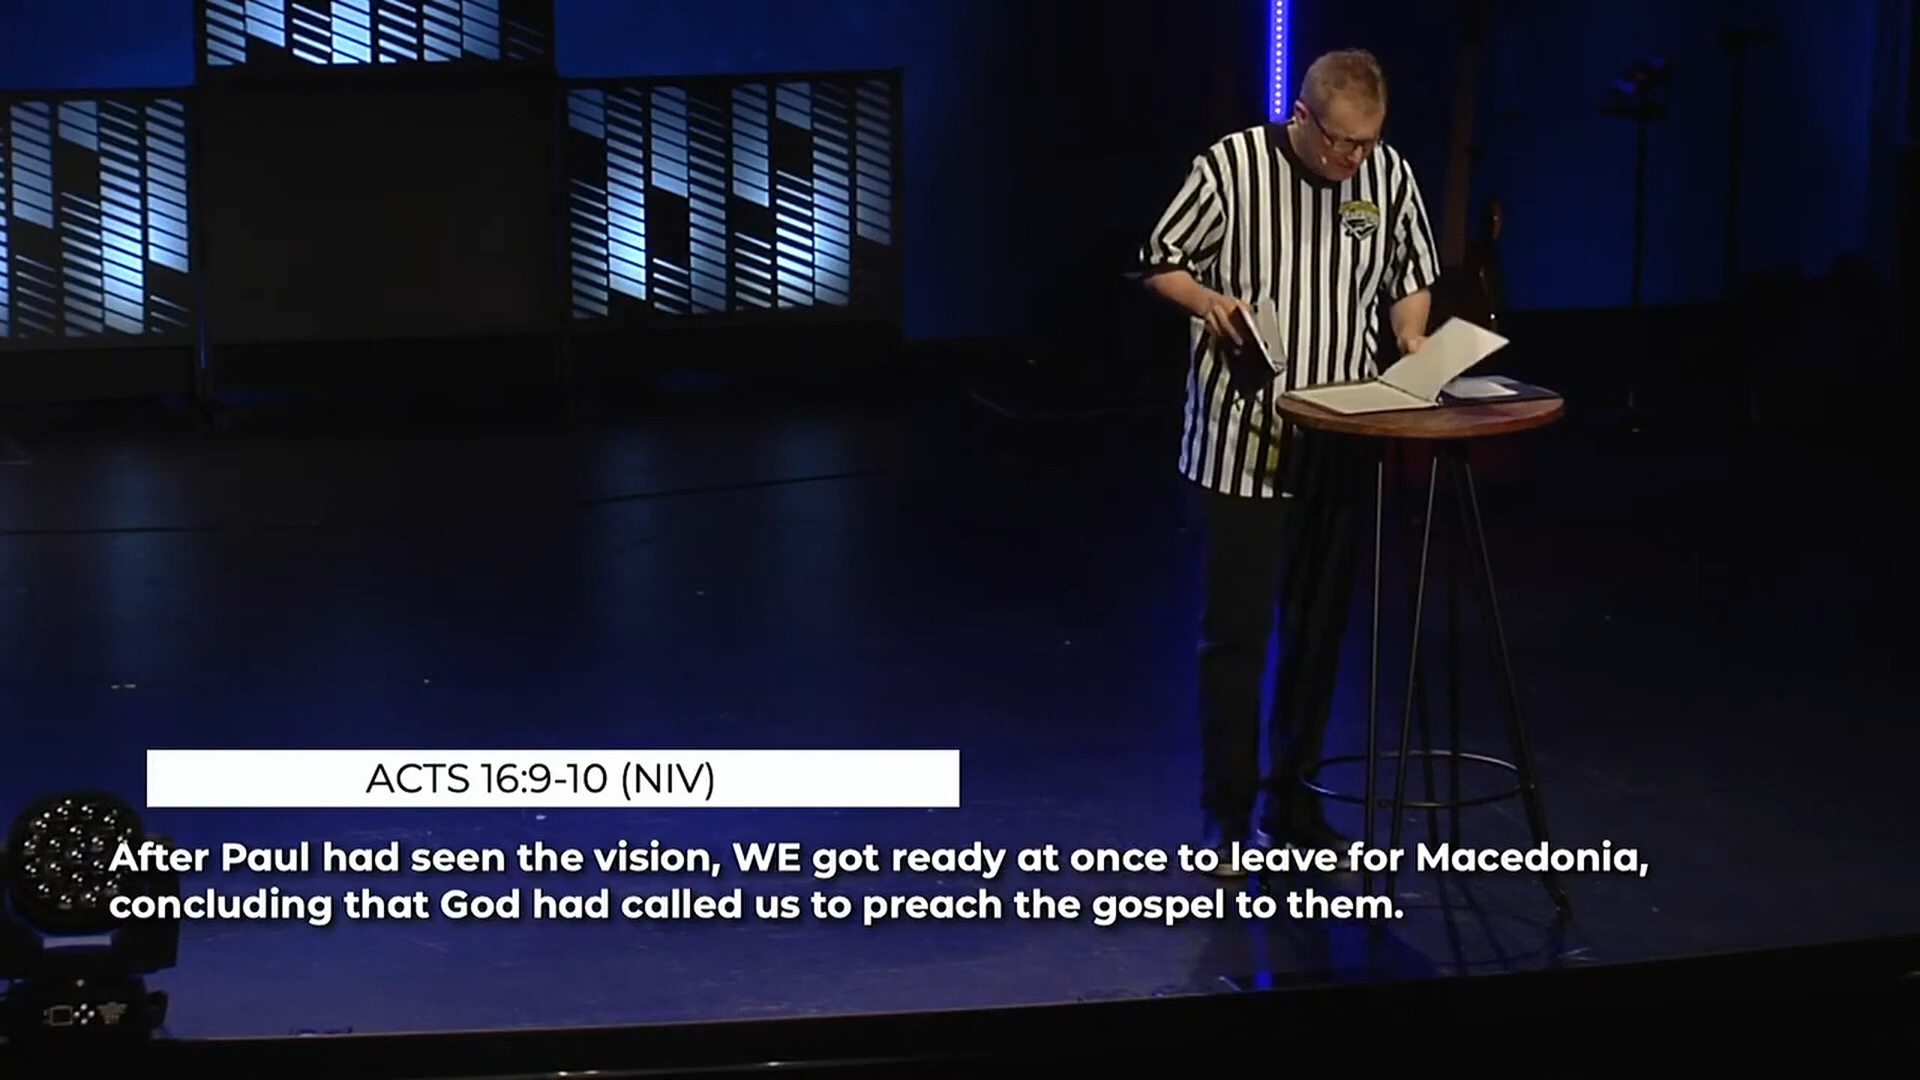 ACTS 16:9-10 (NIV)
After Paul had seen the vision, WE got ready at once to leave for Macedonia,
concluding that God had called us to preach the gospel to them.